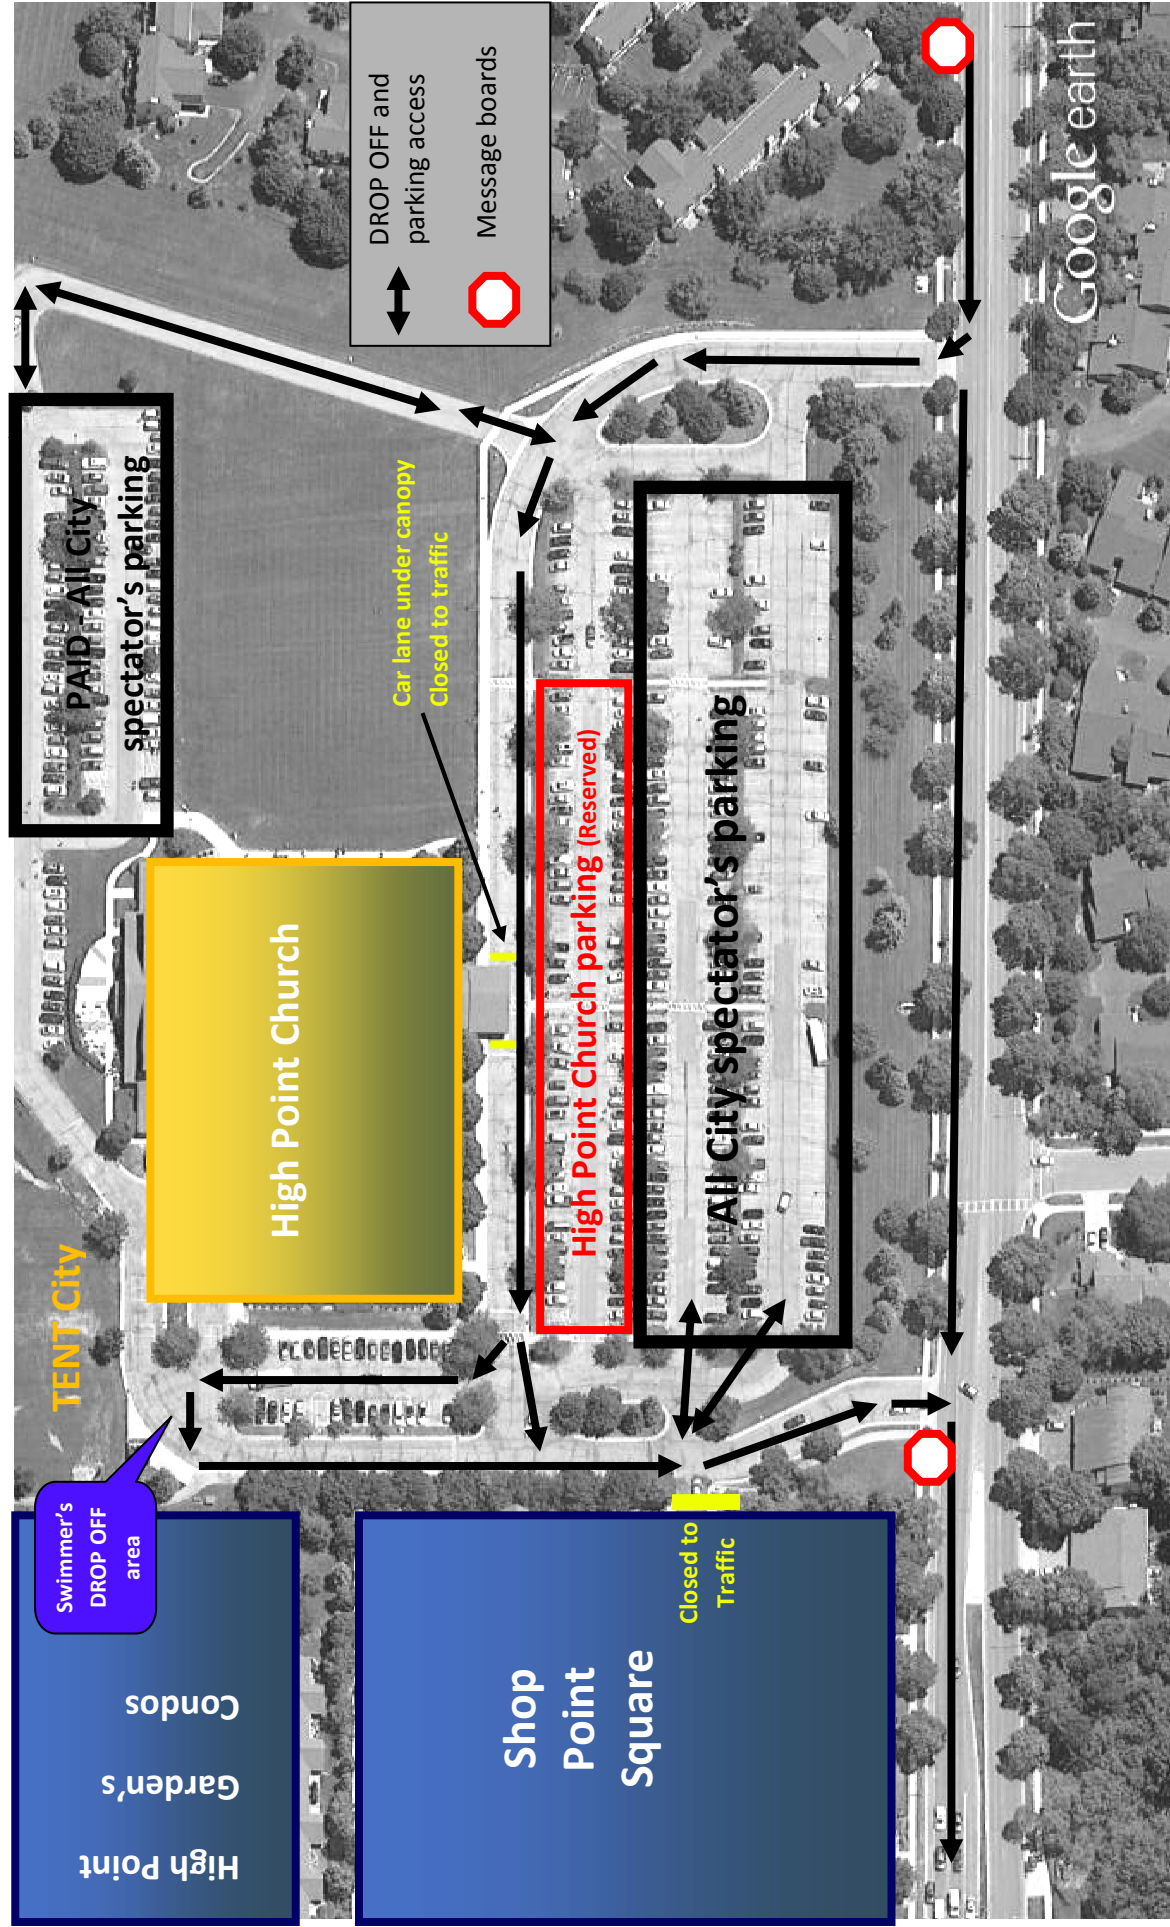 High Point
Garden's
Condos
Swimmer's
DROP OFF
area
TENT City
High Point Church
PAID - All City
spectator's parking
Car lane under canopy
Closed to traffic
DROP OFF and
parking access
Message boards
Shop
Point
Square
Closed to
Traffic
High Point Church parking (Reserved)
All City spectator's parking
Google earth